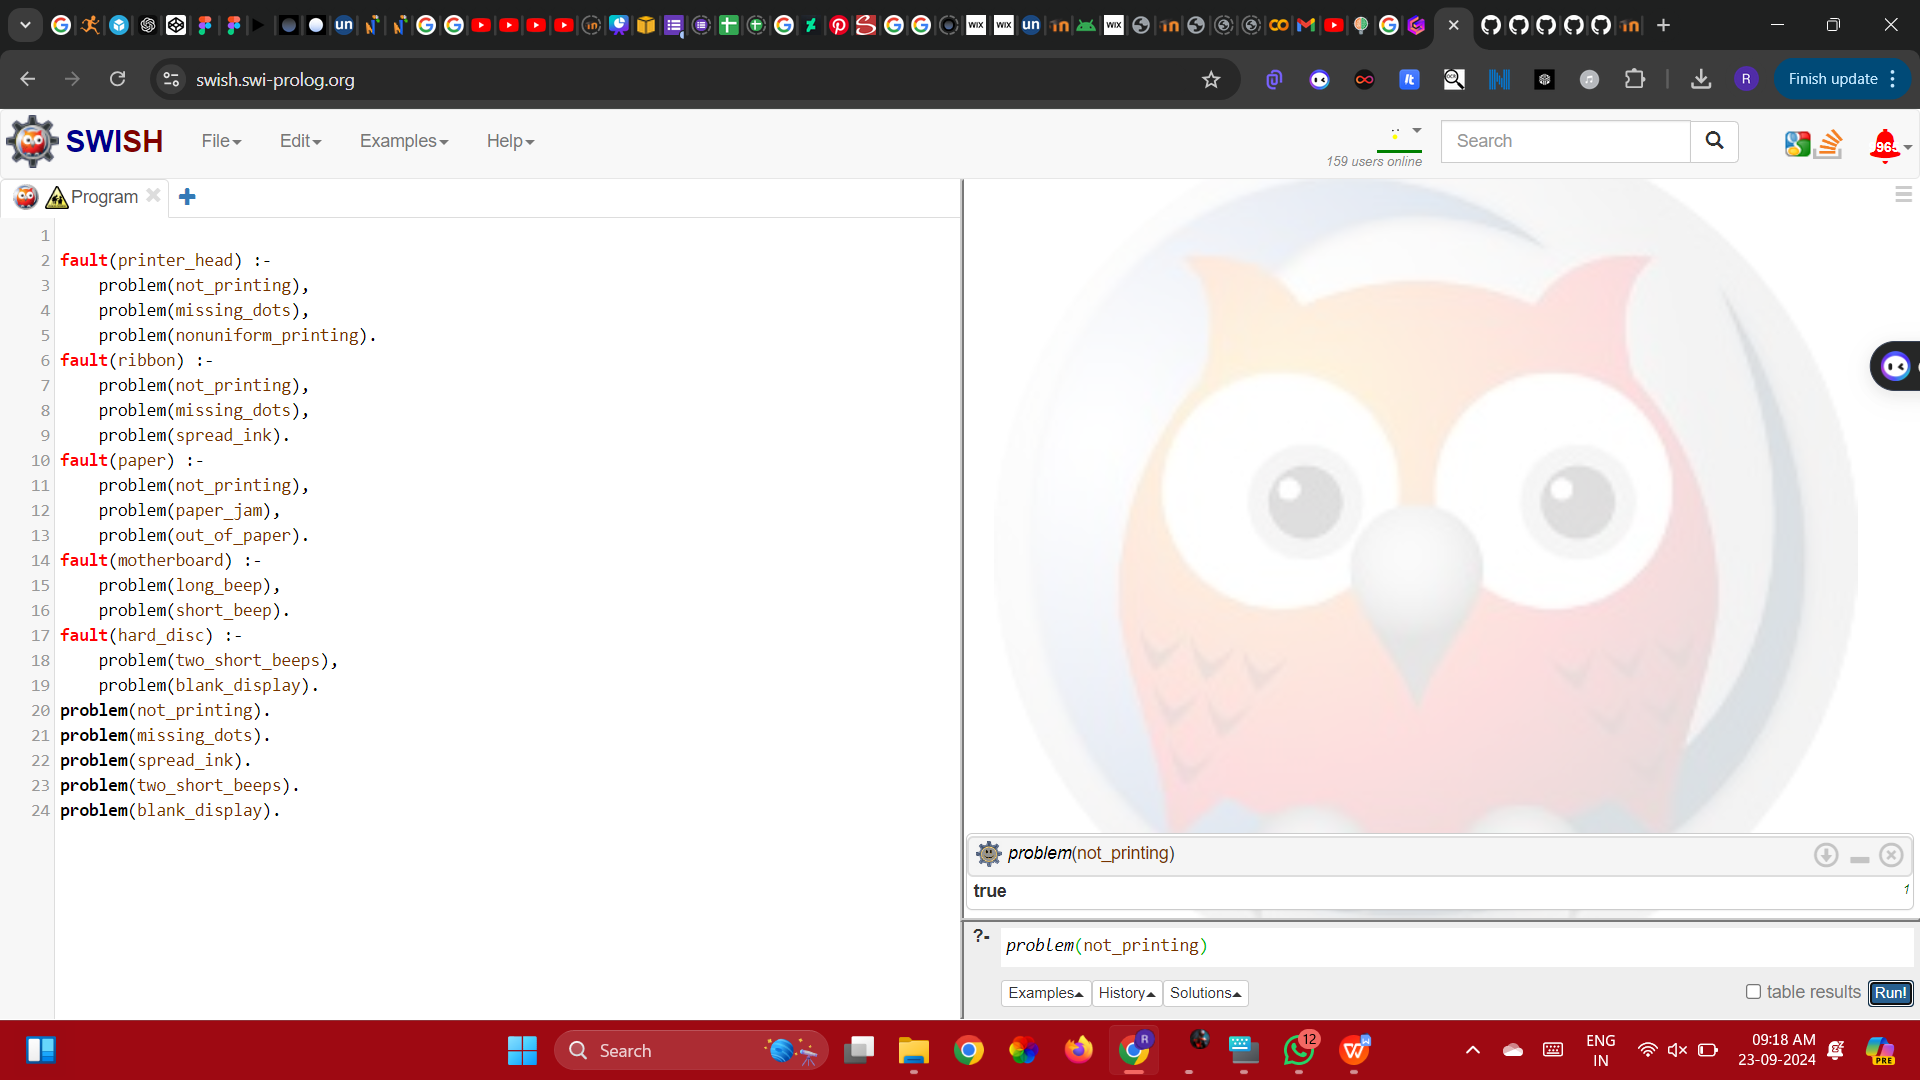 swish.swi-prolog.org
Finish update
R
SWISH
File
Edit
Examples
Help
159 users online
Search
Program
1
2 fault(printer_head) :-
3 problem(not_printing),
4 problem(missing_dots),
5 problem(nonuniform_printing).
6 fault(ribbon) :-
7 problem(not_printing),
8 problem(missing_dots),
9 problem(spread_ink).
10 fault(paper) :-
11 problem(not_printing),
12 problem(paper_jam),
13 problem(out_of_paper).
14 fault(motherboard) :-
15 problem(long_beep),
16 problem(short_beep).
17 fault(hard_disc) :-
18 problem(two_short_beeps),
19 problem(blank_display).
20 problem(not_printing).
21 problem(missing_dots).
22 problem(spread_ink).
23 problem(two_short_beeps).
24 problem(blank_display).
problem(not_printing)
true
1
?- problem(not_printing)
Examples
History
Solutions
table results
Run!
Search
12
ENG
IN
09:18 AM
23-09-2024
PRE